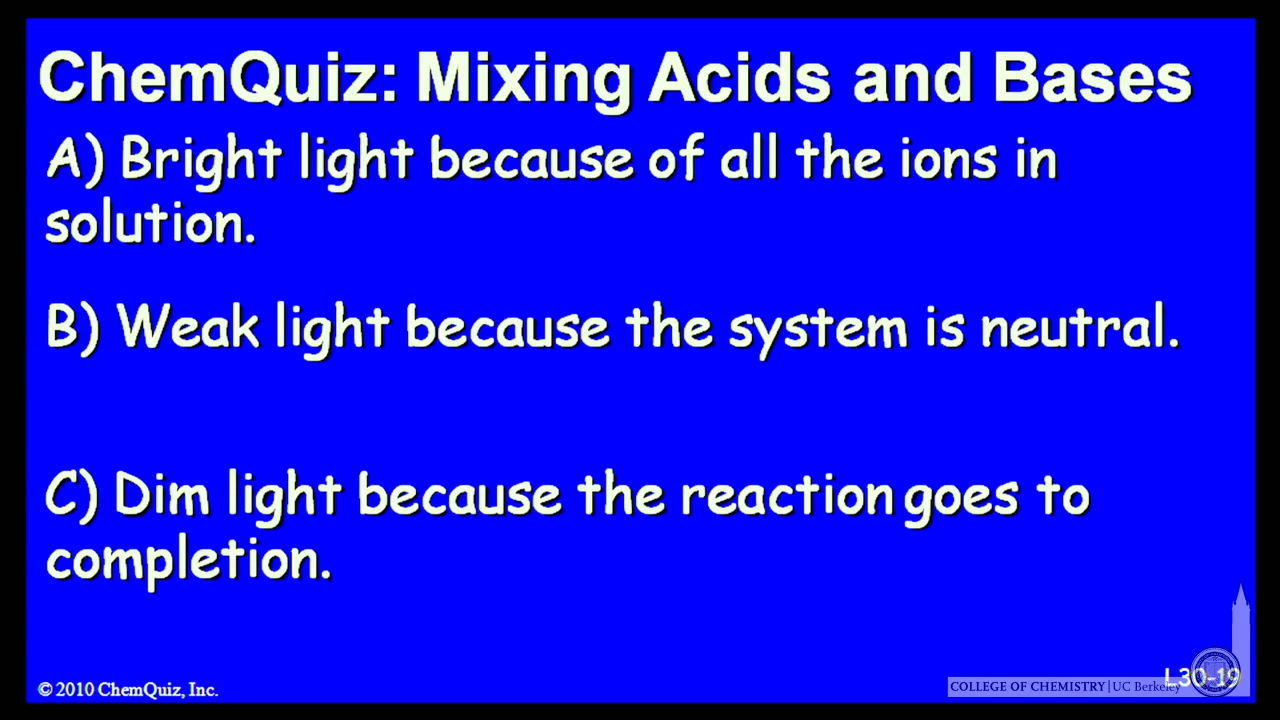 ChemQuiz: Mixing Acids and Bases
A) Bright light because of all the ions in
solution.
B) Weak light because the system is neutral.
C) Dim light because the reaction goes to
completion.
L30-19
© 2010 ChemQuiz, Inc.
COLLEGE OF CHEMISTRY | UC Berkeley